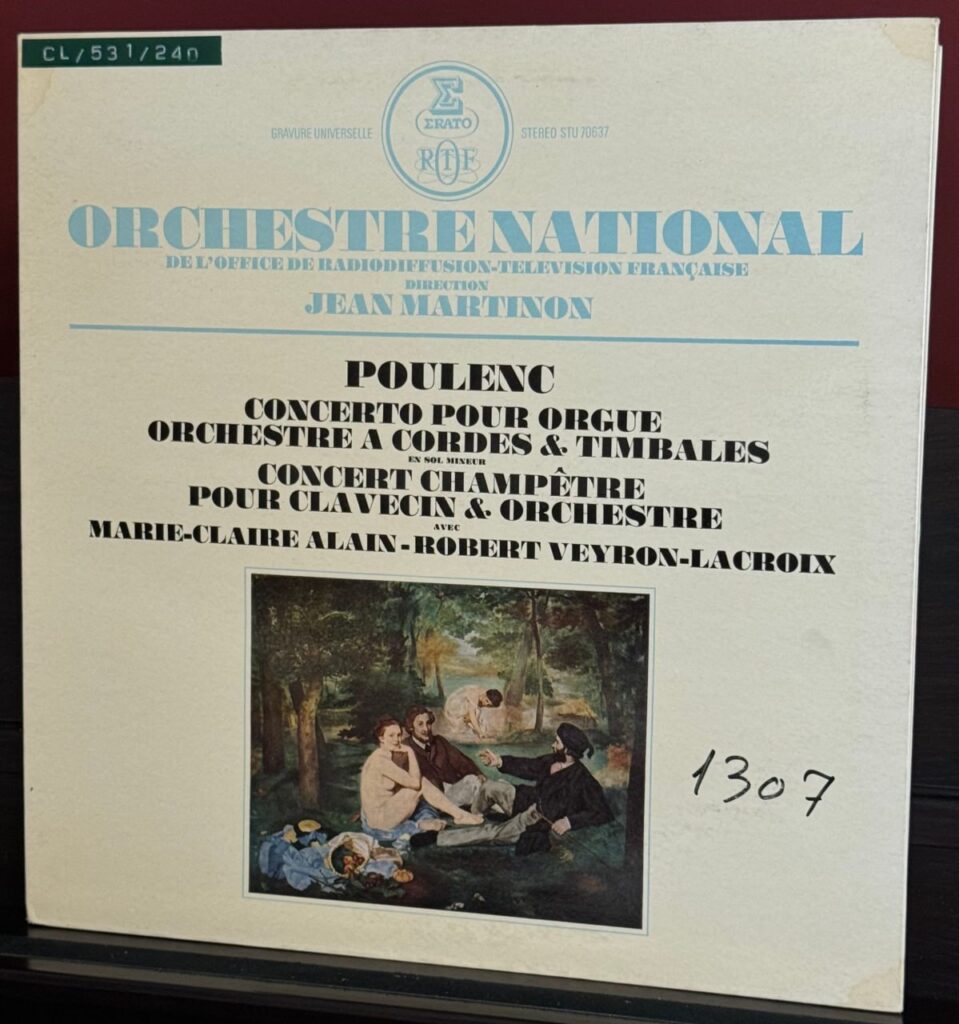 CL/531/240
Σ
ERATO
GRAVURE UNIVERSELLE
STEREO STU 70637
ORTF
ORCHESTRE NATIONAL
DE L'OFFICE DE RADIODIFFUSION-TELEVISION FRANÇAISE
DIRECTION
JEAN MARTINON
POULENC
CONCERTO POUR ORGUE
ORCHESTRE A CORDES & TIMBALES
EN SOL MINEUR
CONCERT CHAMPÊTRE
POUR CLAVECIN & ORCHESTRE
AVEC
MARIE-CLAIRE ALAIN - ROBERT VEYRON-LACROIX
1307